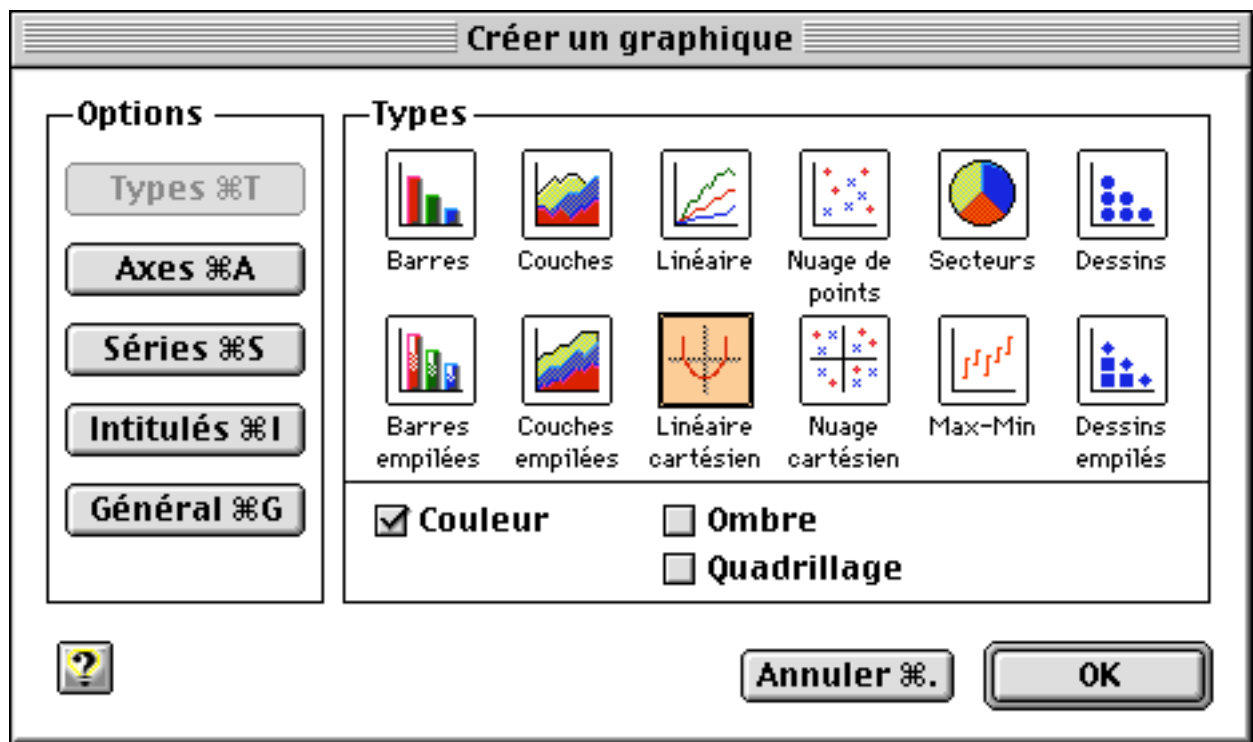 Créer un graphique
Options
Types ⌘T
Axes ⌘A
Séries ⌘S
Intitulés ⌘I
Général ⌘G
Types
Barres
Couches
Linéaire
Nuage de
points
Secteurs
Dessins
Barres
empilées
Couches
empilées
Linéaire
cartésien
Nuage
cartésien
Max-Min
Dessins
empilés
Couleur
Ombre
Quadrillage
?
Annuler ⌘.
OK